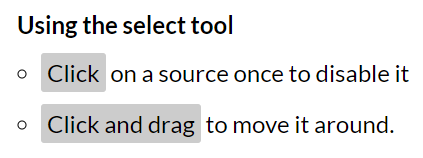 Using the select tool
Click on a source once to disable it
Click and drag to move it around.